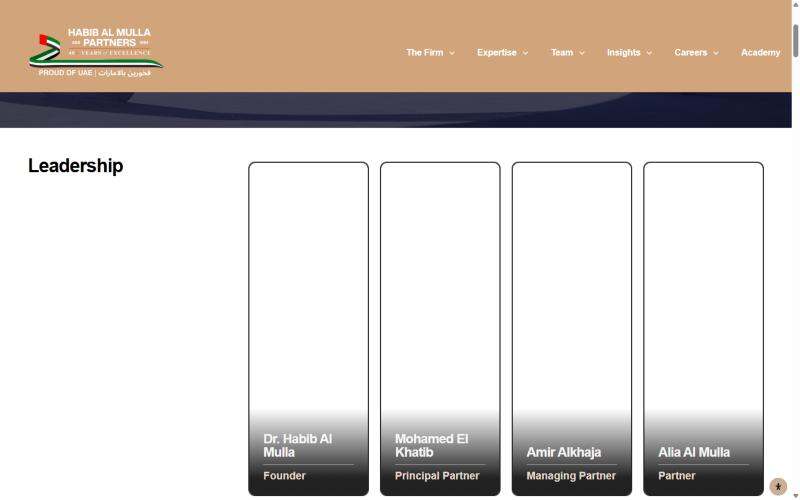 HABIB AL MULLA
PARTNERS
40 YEARS of EXCELLENCE
PROUD OF UAE | فخورين بالامارات
The Firm
Expertise
Team
Insights
Careers
Academy
Leadership
Dr. Habib Al
Mulla
Founder
Mohamed El
Khatib
Principal Partner
Amir Alkhaja
Managing Partner
Alia Al Mulla
Partner